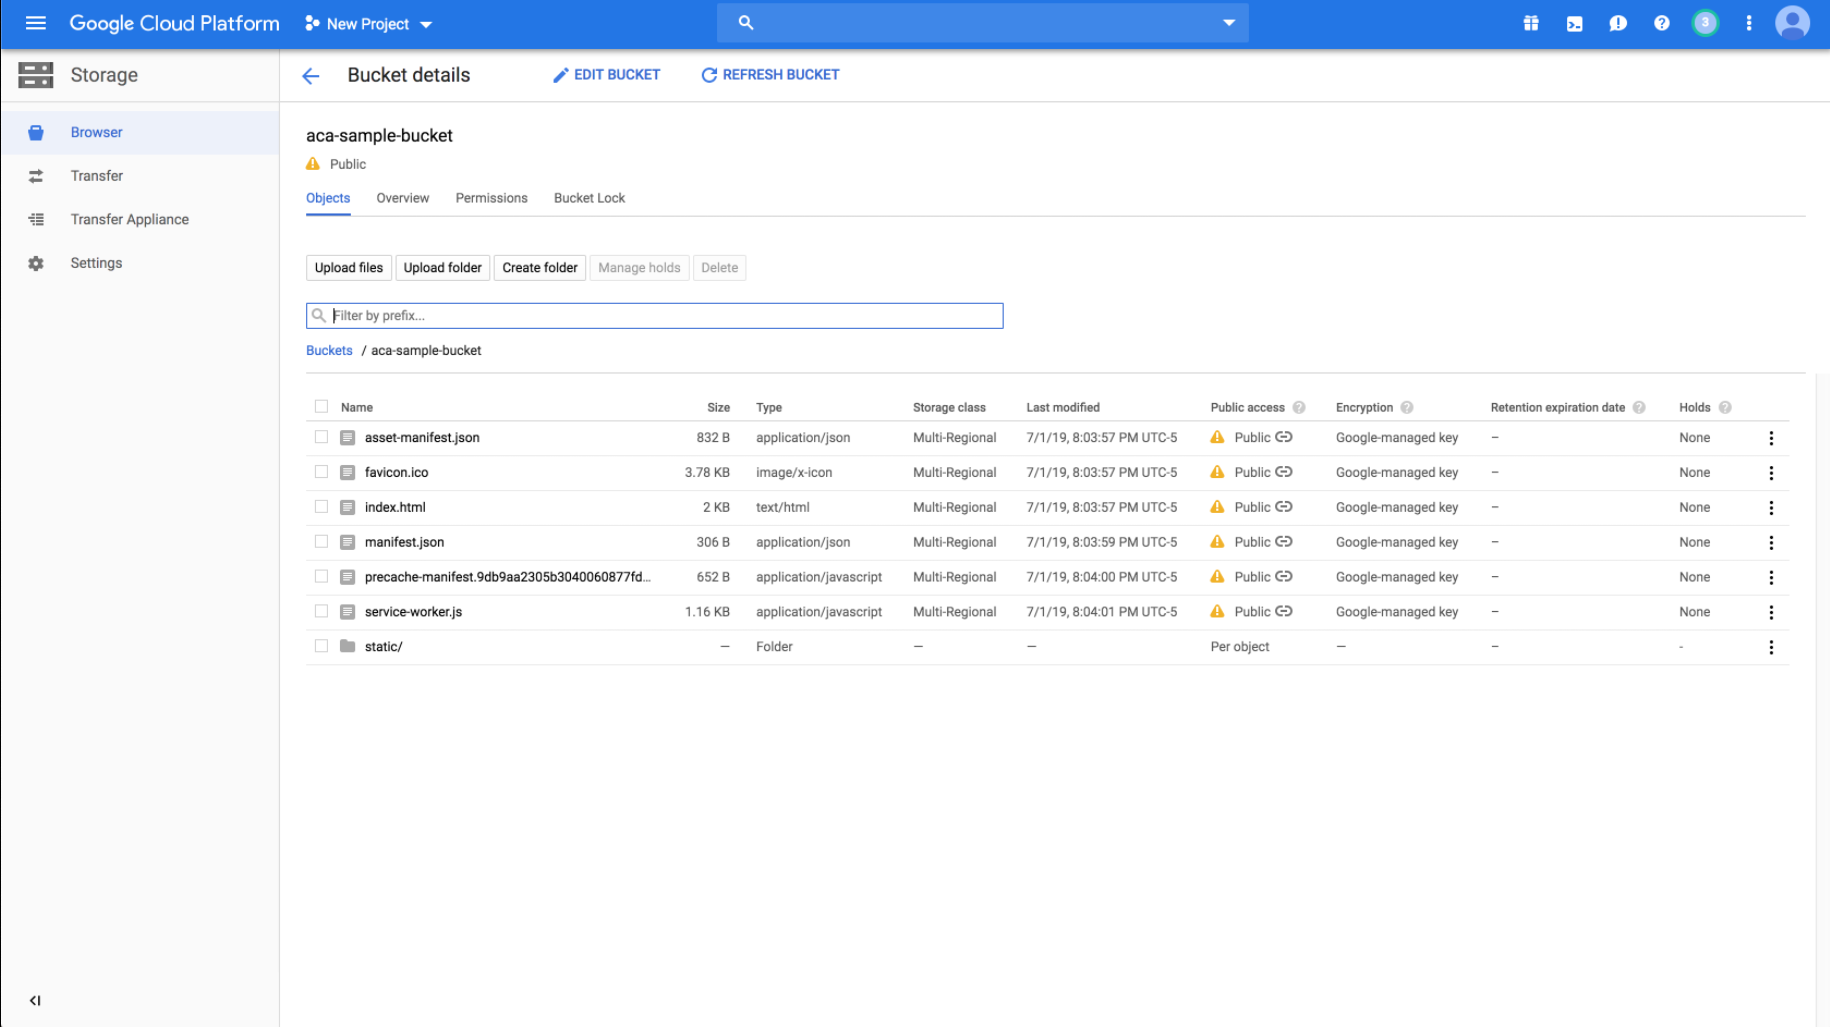 Google Cloud Platform New Project 3
Storage Bucket details EDIT BUCKET REFRESH BUCKET
Browser
Transfer
Transfer Appliance
Settings
aca-sample-bucket
Public
Objects Overview Permissions Bucket Lock
Upload files Upload folder Create folder Manage holds Delete
Filter by prefix...
Buckets / aca-sample-bucket
Name Size Type Storage class Last modified Public access ? Encryption ? Retention expiration date ? Holds ?
asset-manifest.json 832 B application/json Multi-Regional 7/1/19, 8:03:57 PM UTC-5 Public Google-managed key – None
favicon.ico 3.78 KB image/x-icon Multi-Regional 7/1/19, 8:03:57 PM UTC-5 Public Google-managed key – None
index.html 2 KB text/html Multi-Regional 7/1/19, 8:03:57 PM UTC-5 Public Google-managed key – None
manifest.json 306 B application/json Multi-Regional 7/1/19, 8:03:59 PM UTC-5 Public Google-managed key – None
precache-manifest.9db9aa2305b3040060877fd... 652 B application/javascript Multi-Regional 7/1/19, 8:04:00 PM UTC-5 Public Google-managed key – None
service-worker.js 1.16 KB application/javascript Multi-Regional 7/1/19, 8:04:01 PM UTC-5 Public Google-managed key – None
static/ — Folder — — Per object — – -